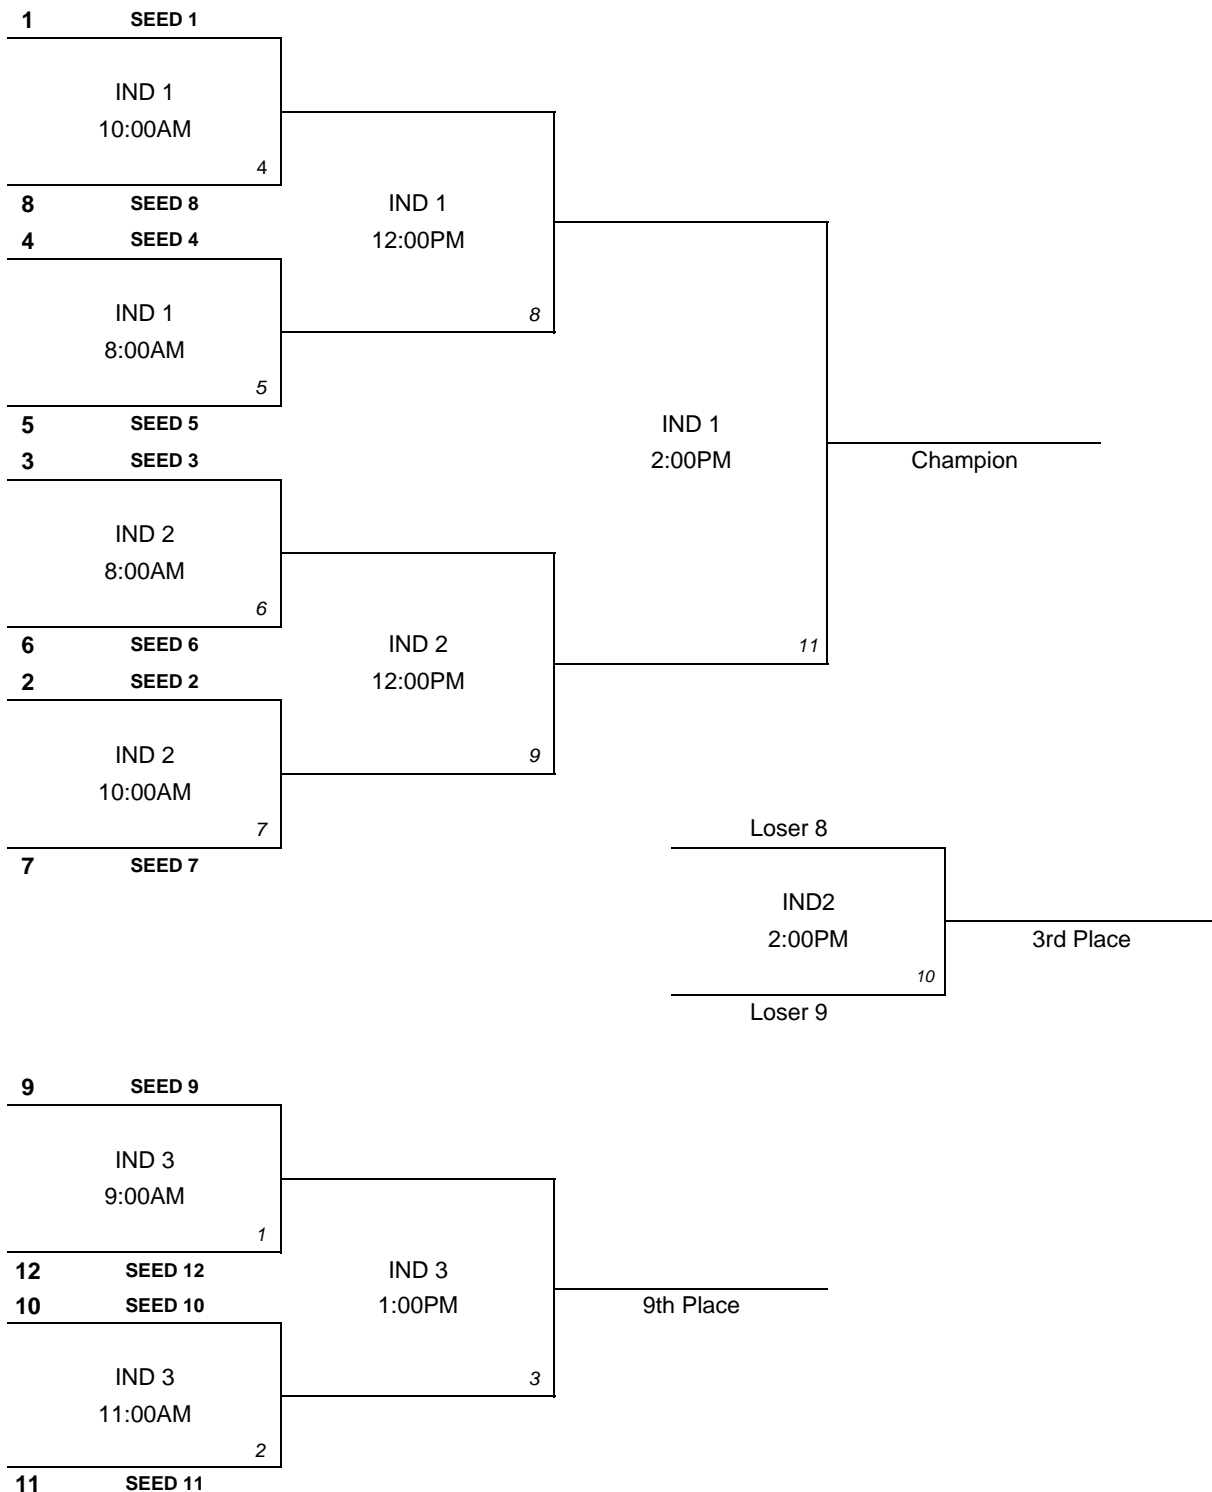 1 SEED 1
IND 1
10:00AM
4
8 SEED 8
4 SEED 4
IND 1
8:00AM
5
5 SEED 5
3 SEED 3
IND 2
8:00AM
6
6 SEED 6
2 SEED 2
IND 2
10:00AM
7
7 SEED 7
IND 1
12:00PM
8
IND 2
12:00PM
9
IND 1
2:00PM
11
Champion
Loser 8
IND2
2:00PM
10
Loser 9
3rd Place
9 SEED 9
IND 3
9:00AM
1
12 SEED 12
10 SEED 10
IND 3
11:00AM
2
11 SEED 11
IND 3
1:00PM
3
9th Place